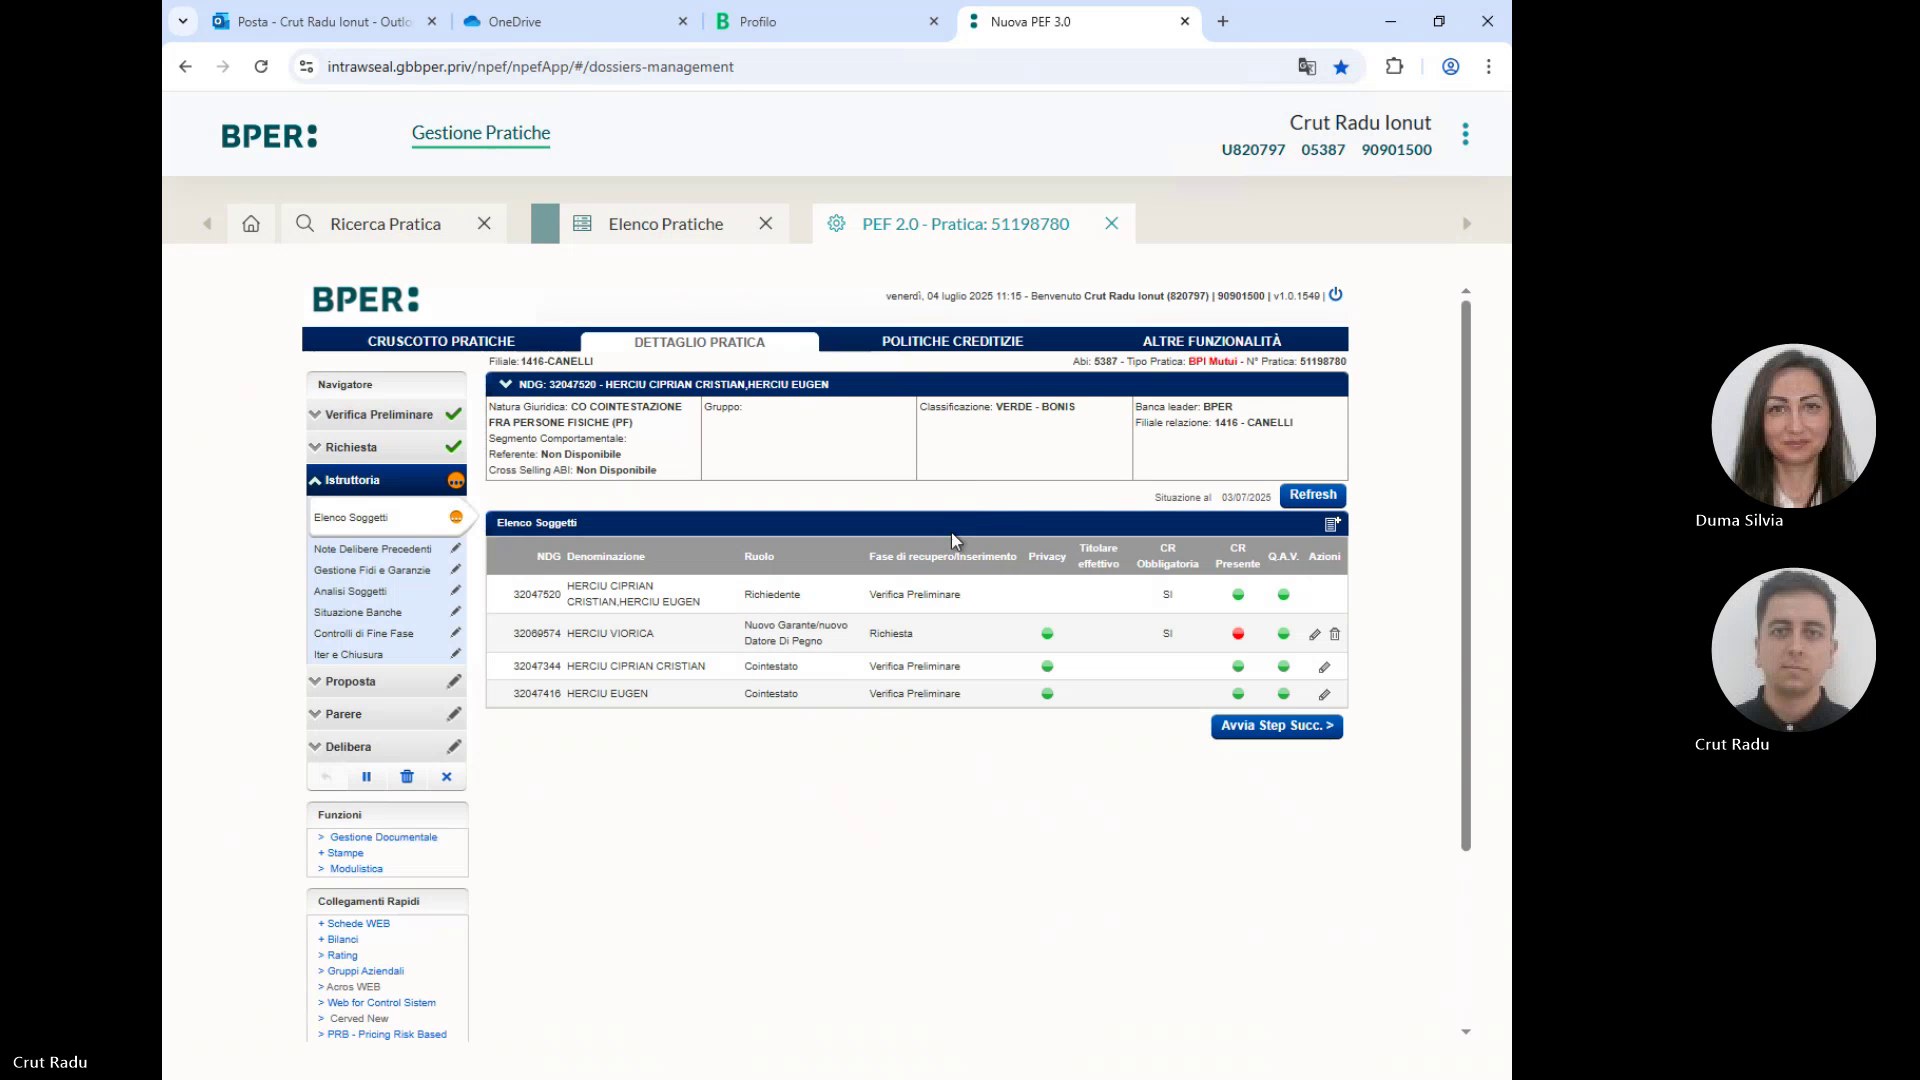 Posta - Crut Radu Ionut - Outlo
OneDrive
Profilo
Nuova PEF 3.0
intrawseal.gbbper.priv/npef/npefApp/#/dossiers-management
BPER:
Gestione Pratiche
Crut Radu Ionut
U820797 05387 90901500
Ricerca Pratica
Elenco Pratiche
PEF 2.0 - Pratica: 51198780
BPER:
venerdì, 04 luglio 2025 11:15 - Benvenuto Crut Radu Ionut (820797) | 90901500 | v1.0.1549 |
CRUSCOTTO PRATICHE
DETTAGLIO PRATICA
POLITICHE CREDITIZIE
ALTRE FUNZIONALITÀ
Filiale: 1416-CANELLI
Abi: 5387 - Tipo Pratica: BPI Mutui - N° Pratica: 51198780
Navigatore
Verifica Preliminare
Richiesta
Istruttoria
Elenco Soggetti
Note Delibere Precedenti
Gestione Fidi e Garanzie
Analisi Soggetti
Situazione Banche
Controlli di Fine Fase
Iter e Chiusura
Proposta
Parere
Delibera
Funzioni
> Gestione Documentale
+ Stampe
> Modulistica
Collegamenti Rapidi
+ Schede WEB
+ Bilanci
> Rating
> Gruppi Aziendali
> Acros WEB
> Web for Control Sistem
> Cerved New
> PRB - Pricing Risk Based
NDG: 32047520 - HERCIU CIPRIAN CRISTIAN,HERCIU EUGEN
Natura Giuridica: CO COINTESTAZIONE
FRA PERSONE FISICHE (PF)
Segmento Comportamentale:
Referente: Non Disponibile
Cross Selling ABI: Non Disponibile
Gruppo:
Classificazione: VERDE - BONIS
Banca leader: BPER
Filiale relazione: 1416 - CANELLI
Situazione al 03/07/2025 Refresh
Elenco Soggetti
NDG Denominazione Ruolo Fase di recupero/Inserimento Privacy Titolare effettivo CR Obbligatoria CR Presente Q.A.V. Azioni
32047520 HERCIU CIPRIAN CRISTIAN,HERCIU EUGEN Richiedente Verifica Preliminare SI
32069574 HERCIU VIORICA Nuovo Garante/nuovo Datore Di Pegno Richiesta SI
32047344 HERCIU CIPRIAN CRISTIAN Cointestato Verifica Preliminare
32047416 HERCIU EUGEN Cointestato Verifica Preliminare
Avvia Step Succ. >
Duma Silvia
Crut Radu
Crut Radu